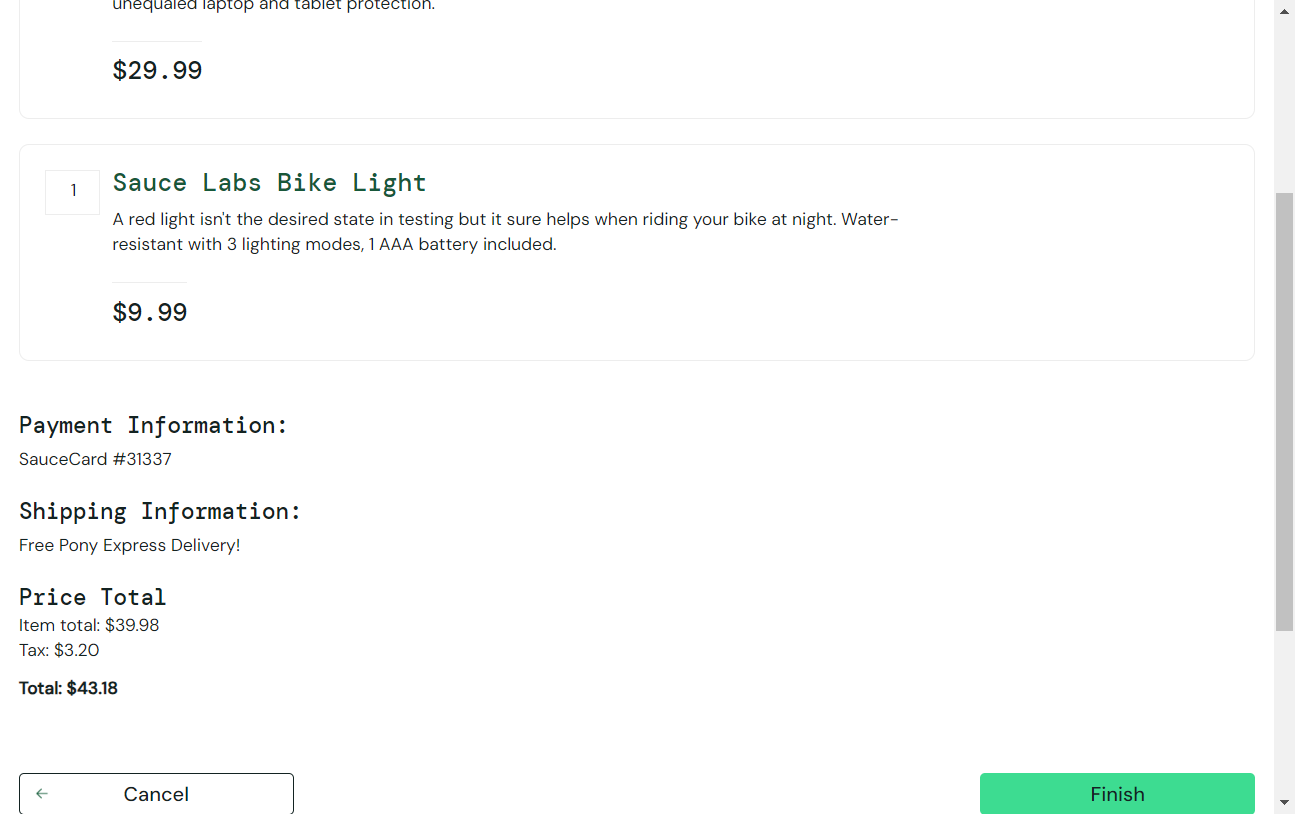 unequaled laptop and tablet protection.
$29.99
1
Sauce Labs Bike Light
A red light isn't the desired state in testing but it sure helps when riding your bike at night. Water-
resistant with 3 lighting modes, 1 AAA battery included.
$9.99
Payment Information:
SauceCard #31337
Shipping Information:
Free Pony Express Delivery!
Price Total
Item total: $39.98
Tax: $3.20
Total: $43.18
Cancel
Finish